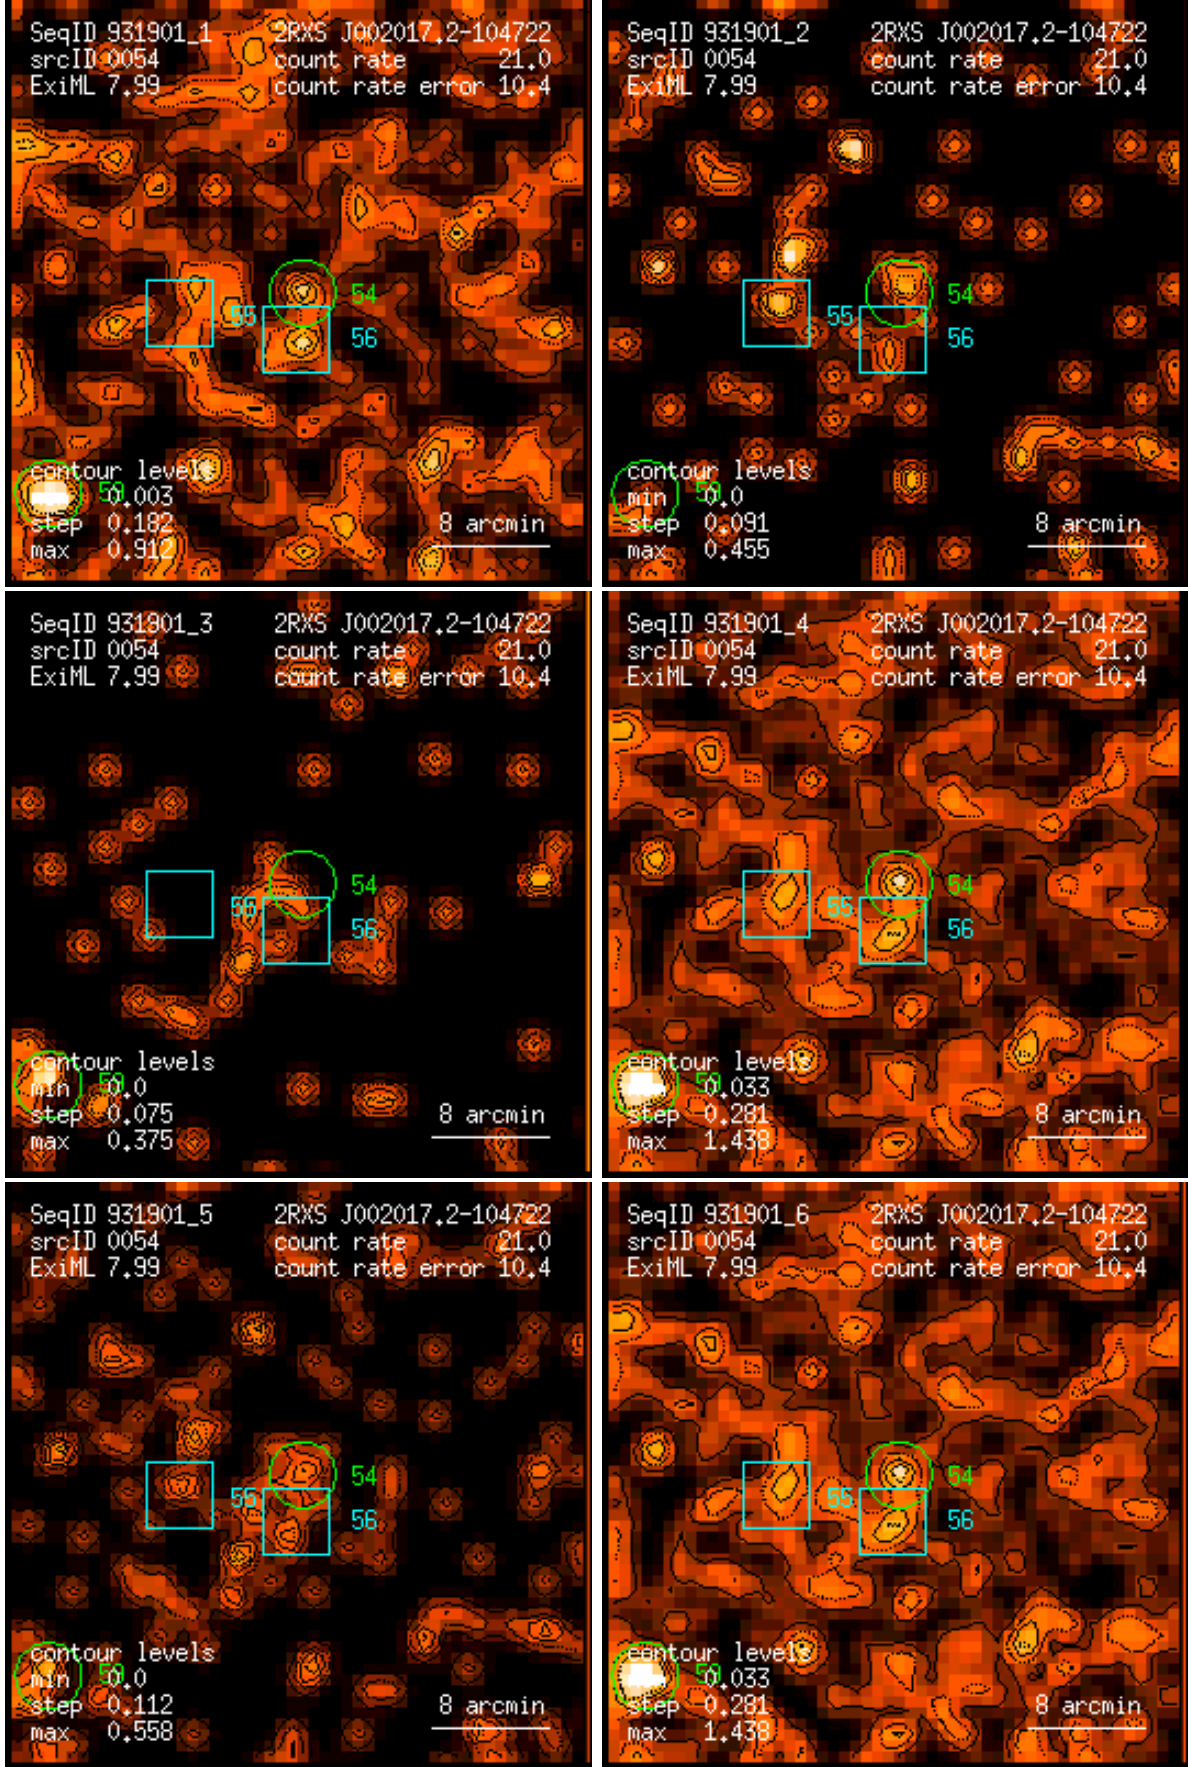 SeqID 931901_1 2RXS J002017.2-104722
srcID 0054 count rate 21.0
ExiML 7.99 count rate error 10.4
54
55
56
contour levels
59
0.003
step 0.182
max 0.912
8 arcmin
SeqID 931901_2 2RXS J002017.2-104722
srcID 0054 count rate 21.0
ExiML 7.99 count rate error 10.4
54
55
56
contour levels
59
min 0.0
step 0.091
max 0.455
8 arcmin
SeqID 931901_3 2RXS J002017.2-104722
srcID 0054 count rate 21.0
ExiML 7.99 count rate error 10.4
54
55
56
contour levels
59
min 0.0
step 0.075
max 0.375
8 arcmin
SeqID 931901_4 2RXS J002017.2-104722
srcID 0054 count rate 21.0
ExiML 7.99 count rate error 10.4
54
55
56
contour levels
59
0.033
step 0.281
max 1.438
8 arcmin
SeqID 931901_5 2RXS J002017.2-104722
srcID 0054 count rate 21.0
ExiML 7.99 count rate error 10.4
54
55
56
contour levels
59
min 0.0
step 0.112
max 0.558
8 arcmin
SeqID 931901_6 2RXS J002017.2-104722
srcID 0054 count rate 21.0
ExiML 7.99 count rate error 10.4
54
55
56
contour levels
59
0.033
step 0.281
max 1.438
8 arcmin